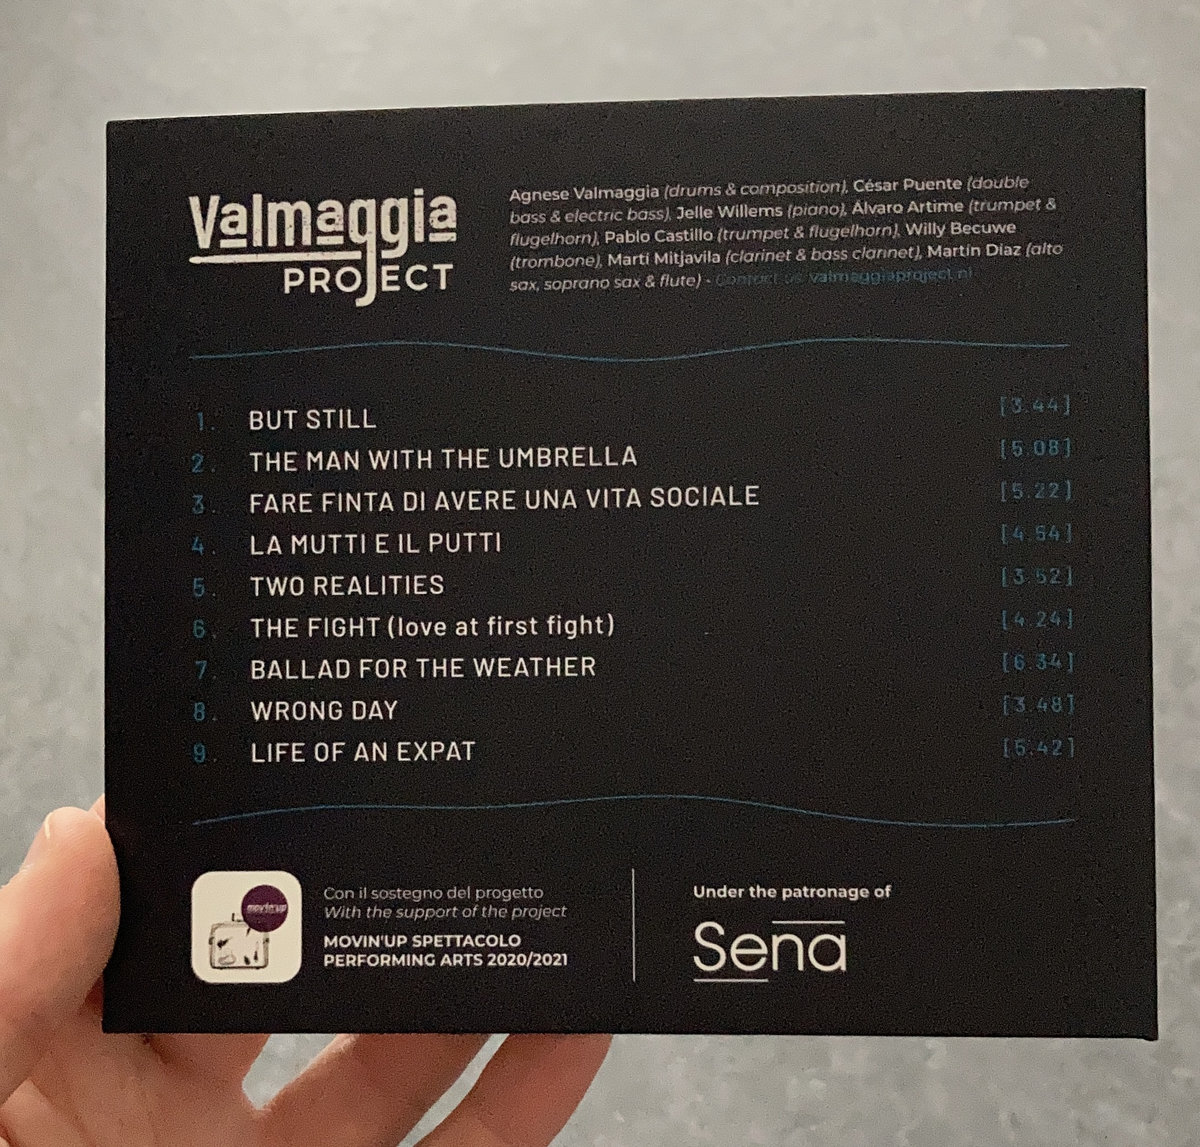 Valmaggia
PROJECT
Agnese Valmaggia (drums & composition), César Puente (double
bass & electric bass), Jelle Willems (piano), Álvaro Artime (trumpet &
flugelhorn), Pablo Castillo (trumpet & flugelhorn), Willy Becuwe
(trombone), Martí Mitjavila (clarinet & bass clarinet), Martín Díaz (alto
sax, soprano sax & flute) - Contact us: valmaggiaproject.nl
1. BUT STILL [3.44]
2. THE MAN WITH THE UMBRELLA [5.08]
3. FARE FINTA DI AVERE UNA VITA SOCIALE [5.22]
4. LA MUTTI E IL PUTTI [4.54]
5. TWO REALITIES [3.52]
6. THE FIGHT (love at first fight) [4.24]
7. BALLAD FOR THE WEATHER [6.34]
8. WRONG DAY [3.48]
9. LIFE OF AN EXPAT [5.42]
movin'up
Con il sostegno del progetto
With the support of the project
MOVIN'UP SPETTACOLO
PERFORMING ARTS 2020/2021
Under the patronage of
Sena